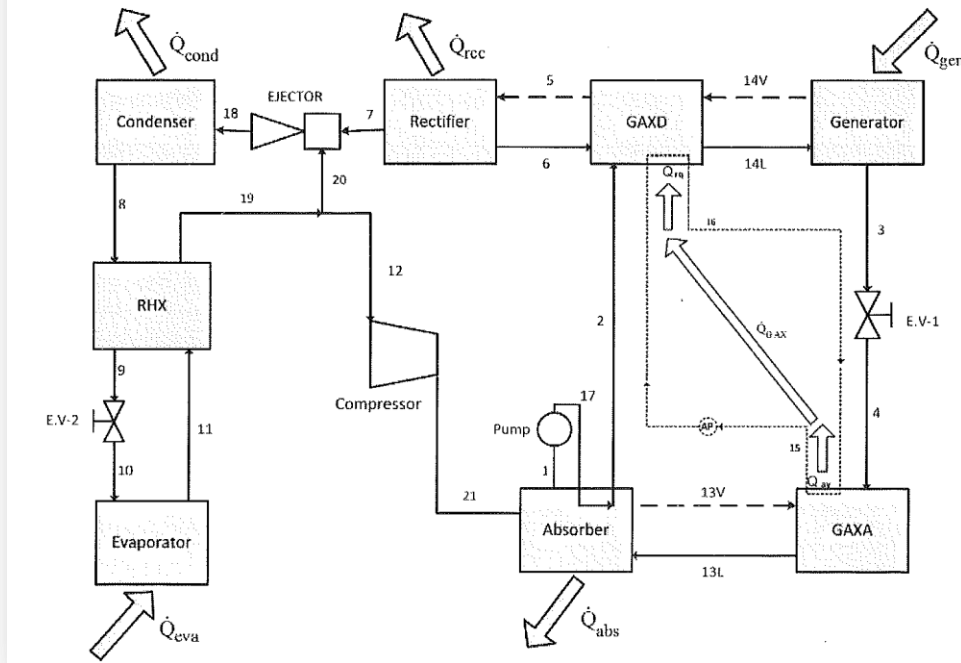 Q̇cond
Q̇rec
Q̇gen
EJECTOR
5
14V
18
7
Condenser
Rectifier
GAXD
Generator
6
14L
20
Qrq
8
19
16
3
12
RHX
2
Q̇GAX
E.V-1
9
Compressor
17
E.V-2
11
Pump
AP
4
10
1
15
Qav
21
13V
Evaporator
Absorber
GAXA
13L
Q̇eva
Q̇abs